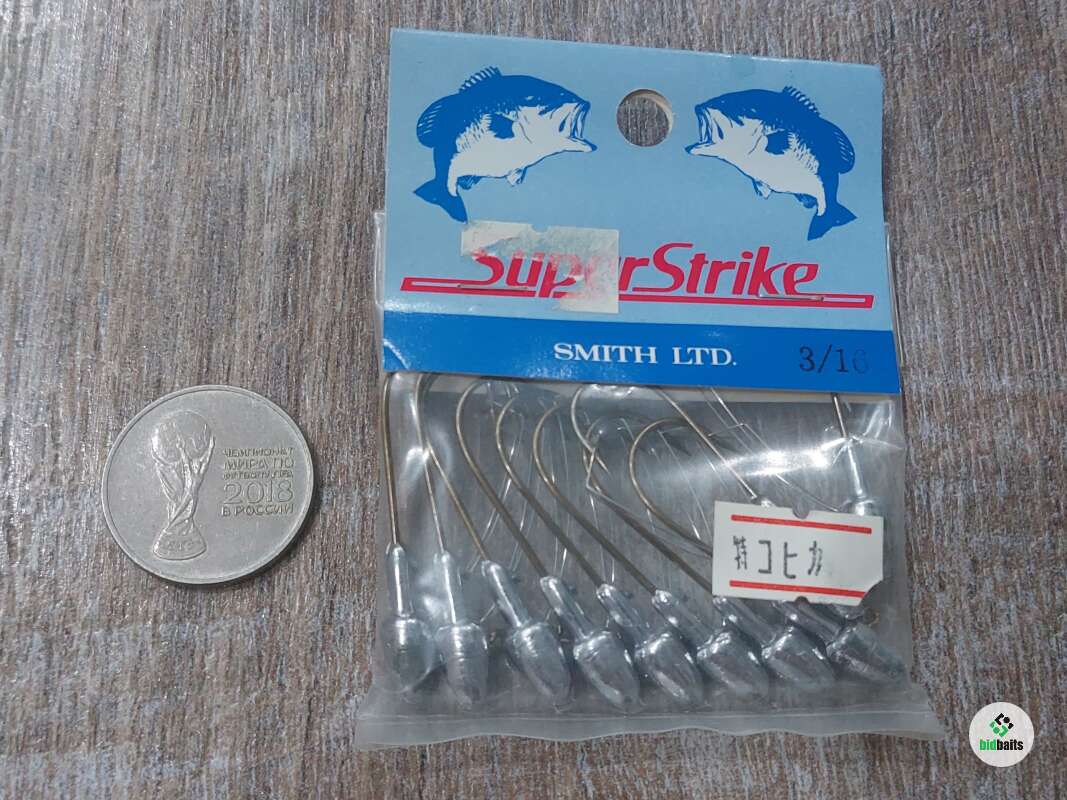 SuperStrike
SMITH LTD. 3/16
特コヒカ
ЧЕМПИОНАТ
МИРА ПО
ФУТБОЛУ FIFA
2018
В РОССИИ
bidbaits